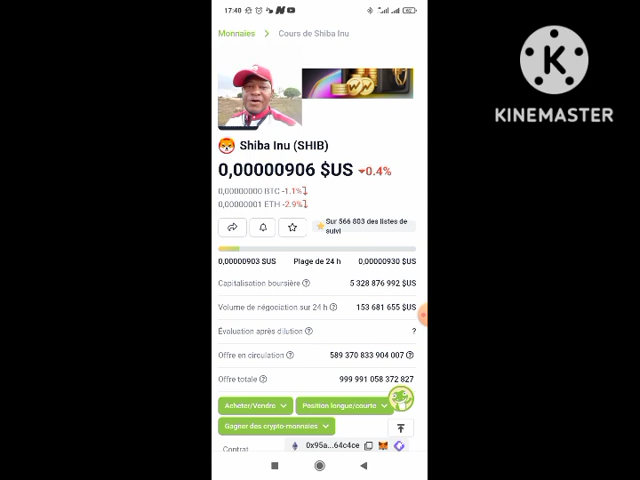 17:40
Monnaies > Cours de Shiba Inu
Shiba Inu (SHIB)
0,00000906 $US 0.4%
0,00000000 BTC -1.1%
0,00000001 ETH -2.9%
Sur 566 803 des listes de suivi
0,00000903 $US Plage de 24 h 0,00000930 $US
Capitalisation boursière 5 328 876 992 $US
Volume de négociation sur 24 h 153 681 655 $US
Évaluation après dilution ?
Offre en circulation 589 370 833 904 007
Offre totale 999 991 058 372 827
Acheter/Vendre Position longue/courte
Gagner des crypto-monnaies
Contrat 0x95a...64c4ce
K
KINEMASTER